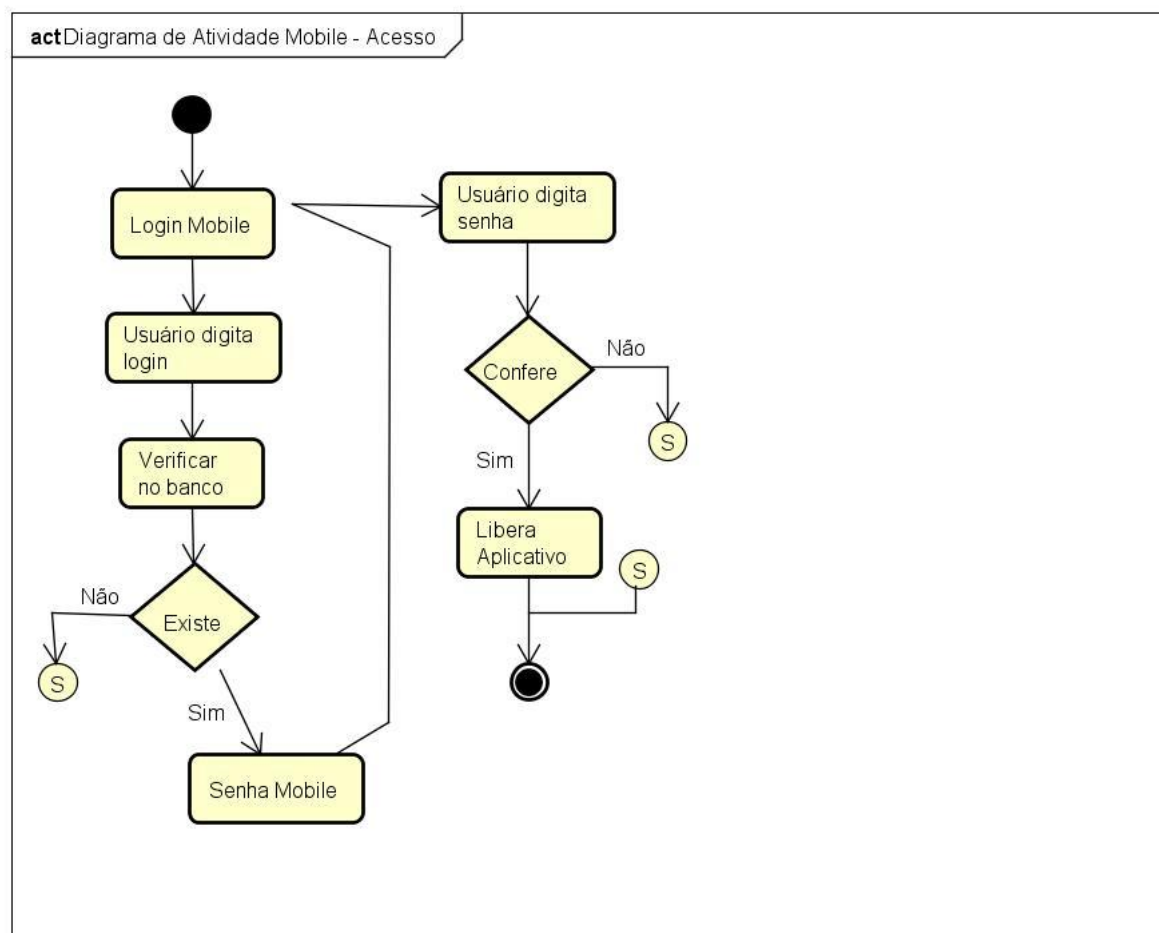 act Diagrama de Atividade Mobile - Acesso
Login Mobile
Usuário digita
login
Verificar
no banco
Existe
Não
S
Sim
Senha Mobile
Usuário digita
senha
Confere
Não
S
Sim
Libera
Aplicativo
S